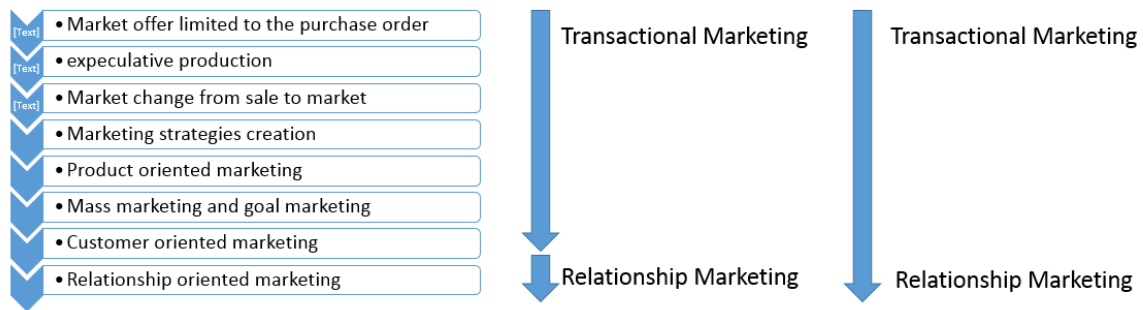 [Text]
• Market offer limited to the purchase order
[Text]
• expeculative production
[Text]
• Market change from sale to market
• Marketing strategies creation
• Product oriented marketing
• Mass marketing and goal marketing
• Customer oriented marketing
• Relationship oriented marketing
Transactional Marketing
Relationship Marketing
Transactional Marketing
Relationship Marketing